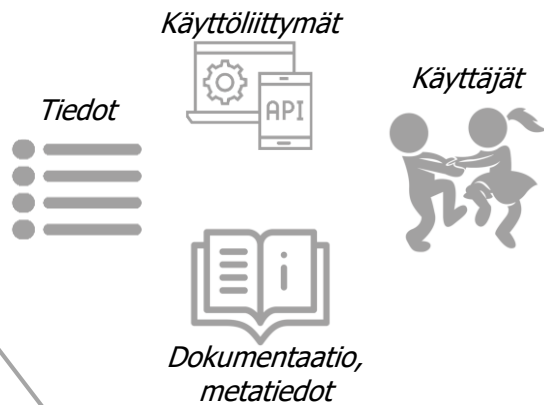 Käyttöliittymät
Käyttäjät
Tiedot
API
i
Dokumentaatio,
metatiedot